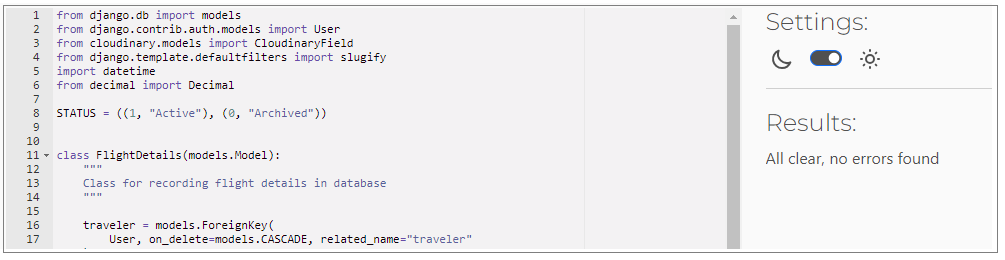 1 from django.db import models
2 from django.contrib.auth.models import User
3 from cloudinary.models import CloudinaryField
4 from django.template.defaultfilters import slugify
5 import datetime
6 from decimal import Decimal
7
8 STATUS = ((1, "Active"), (0, "Archived"))
9
10
11 class FlightDetails(models.Model):
12     """
13     Class for recording flight details in database
14     """
15
16     traveler = models.ForeignKey(
17         User, on_delete=models.CASCADE, related_name="traveler"
Settings:
Results:
All clear, no errors found